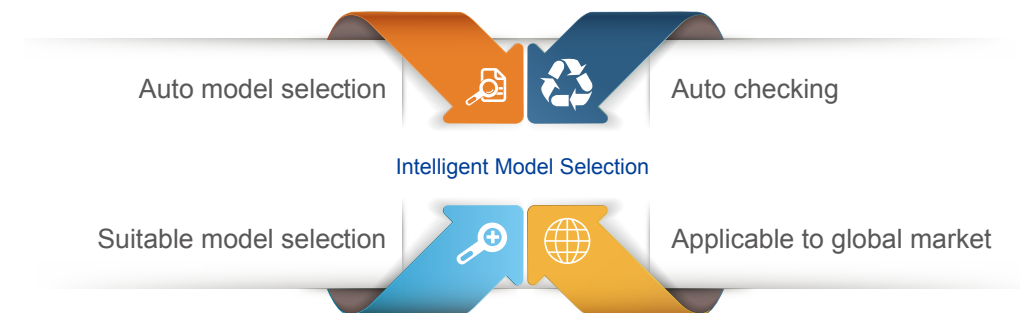 Auto model selection
Auto checking
Intelligent Model Selection
Suitable model selection
Applicable to global market